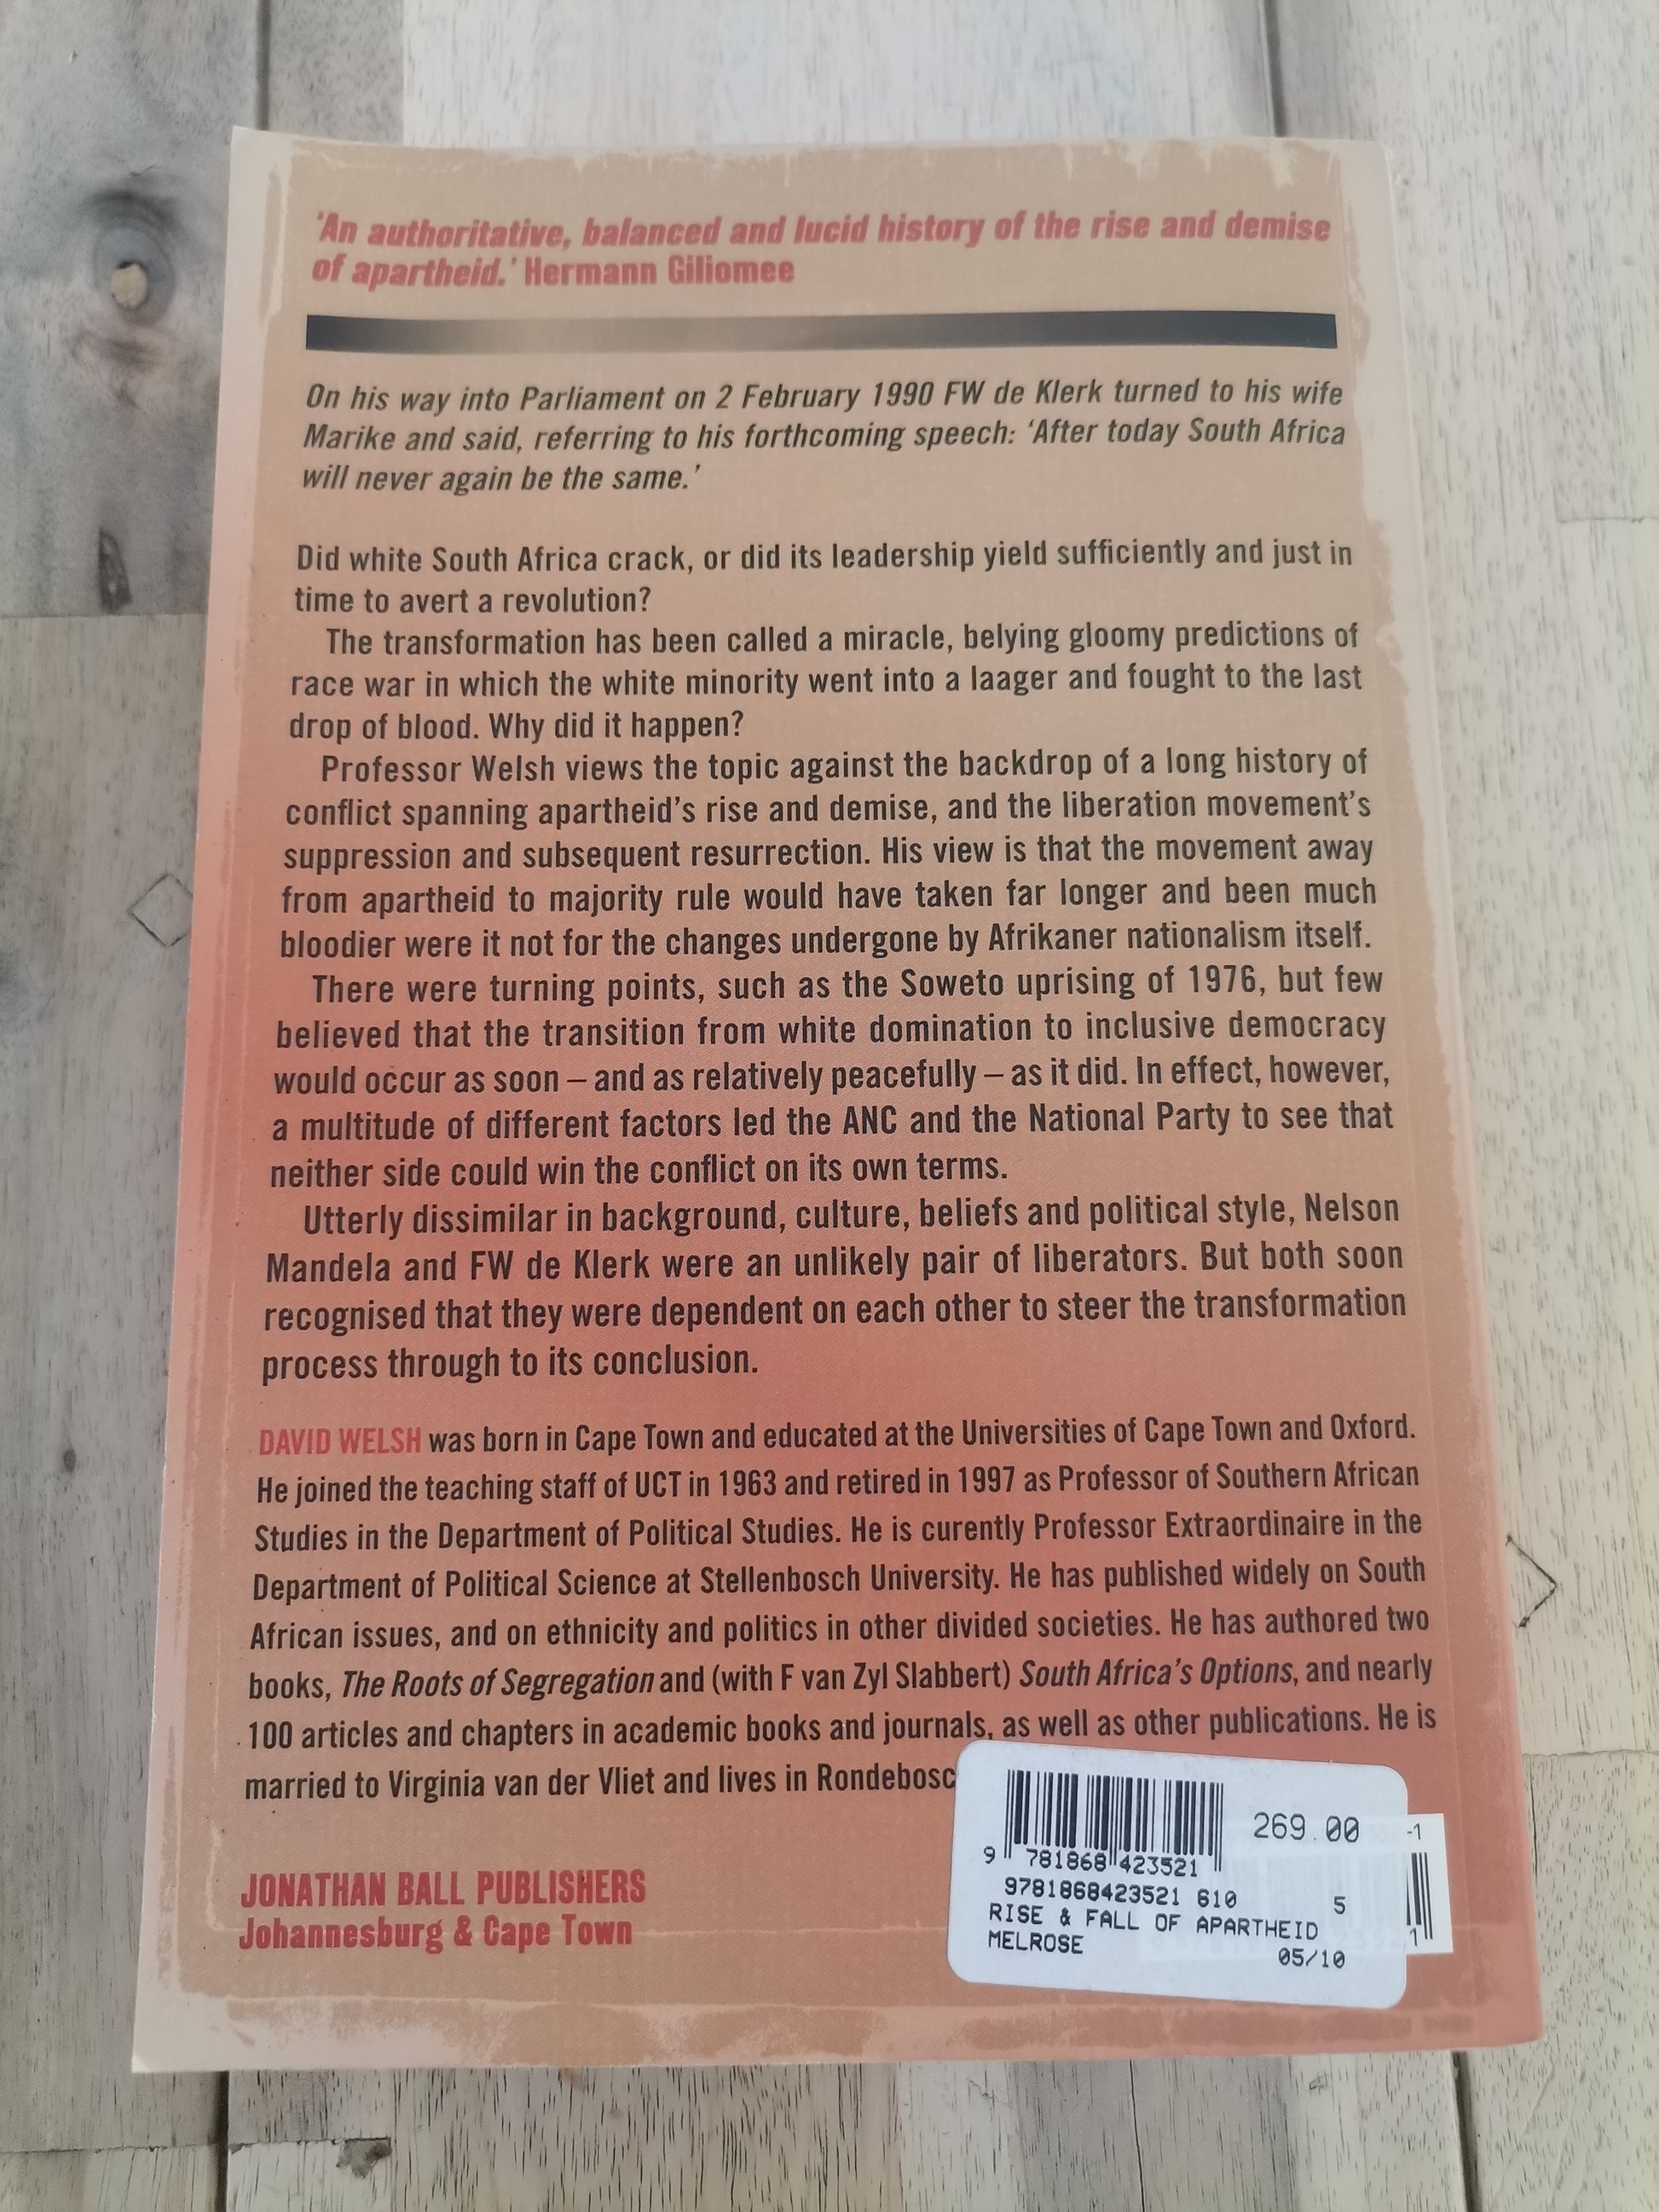 'An authoritative, balanced and lucid history of the rise and demise
of apartheid.' Hermann Giliomee
On his way into Parliament on 2 February 1990 FW de Klerk turned to his wife
Marike and said, referring to his forthcoming speech: 'After today South Africa
will never again be the same.'
Did white South Africa crack, or did its leadership yield sufficiently and just in
time to avert a revolution?
The transformation has been called a miracle, belying gloomy predictions of
race war in which the white minority went into a laager and fought to the last
drop of blood. Why did it happen?
Professor Welsh views the topic against the backdrop of a long history of
conflict spanning apartheid's rise and demise, and the liberation movement's
suppression and subsequent resurrection. His view is that the movement away
from apartheid to majority rule would have taken far longer and been much
bloodier were it not for the changes undergone by Afrikaner nationalism itself.
There were turning points, such as the Soweto uprising of 1976, but few
believed that the transition from white domination to inclusive democracy
would occur as soon – and as relatively peacefully – as it did. In effect, however,
a multitude of different factors led the ANC and the National Party to see that
neither side could win the conflict on its own terms.
Utterly dissimilar in background, culture, beliefs and political style, Nelson
Mandela and FW de Klerk were an unlikely pair of liberators. But both soon
recognised that they were dependent on each other to steer the transformation
process through to its conclusion.
DAVID WELSH was born in Cape Town and educated at the Universities of Cape Town and Oxford.
He joined the teaching staff of UCT in 1963 and retired in 1997 as Professor of Southern African
Studies in the Department of Political Studies. He is curently Professor Extraordinaire in the
Department of Political Science at Stellenbosch University. He has published widely on South
African issues, and on ethnicity and politics in other divided societies. He has authored two
books, The Roots of Segregation and (with F van Zyl Slabbert) South Africa's Options, and nearly
100 articles and chapters in academic books and journals, as well as other publications. He is
married to Virginia van der Vliet and lives in Rondebosc
JONATHAN BALL PUBLISHERS
Johannesburg & Cape Town
269.00
-1
9 781868 423521
9781868423521 610 5
RISE & FALL OF APARTHEID
MELROSE 05/10
1